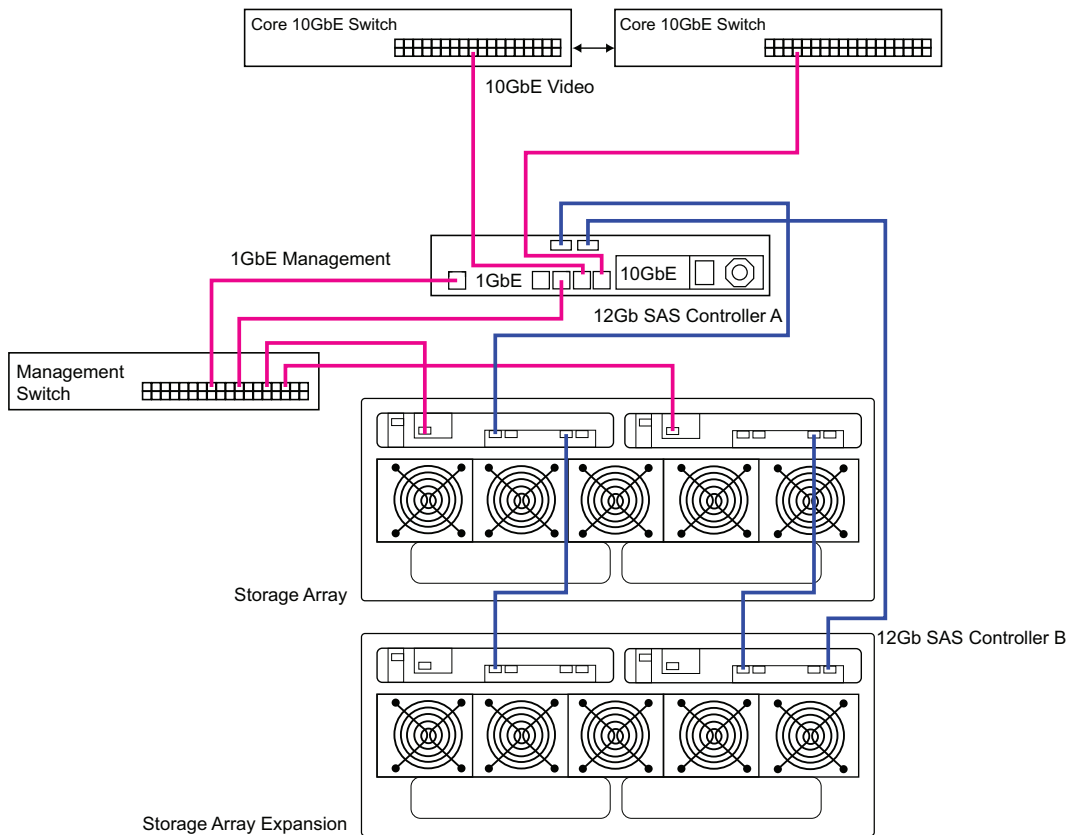 Core 10GbE Switch
Core 10GbE Switch
10GbE Video
1GbE Management
1GbE
10GbE
12Gb SAS Controller A
Management
Switch
Storage Array
12Gb SAS Controller B
Storage Array Expansion